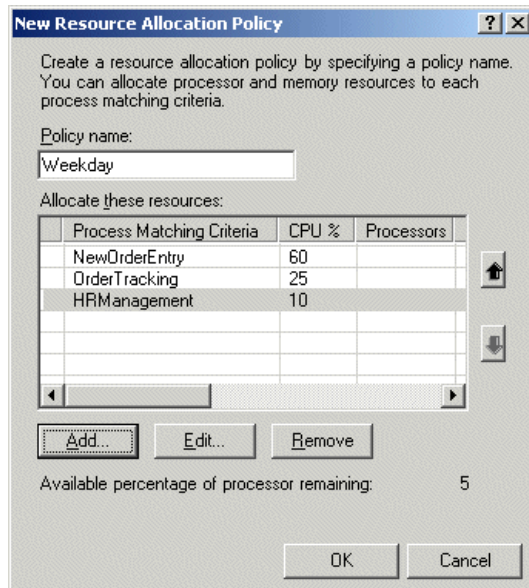 New Resource Allocation Policy
Create a resource allocation policy by specifying a policy name.
You can allocate processor and memory resources to each
process matching criteria.
Policy name:
Weekday
Allocate these resources:
Process Matching Criteria CPU % Processors
NewOrderEntry 60
OrderTracking 25
HRManagement 10
Add... Edit... Remove
Available percentage of processor remaining: 5
OK Cancel